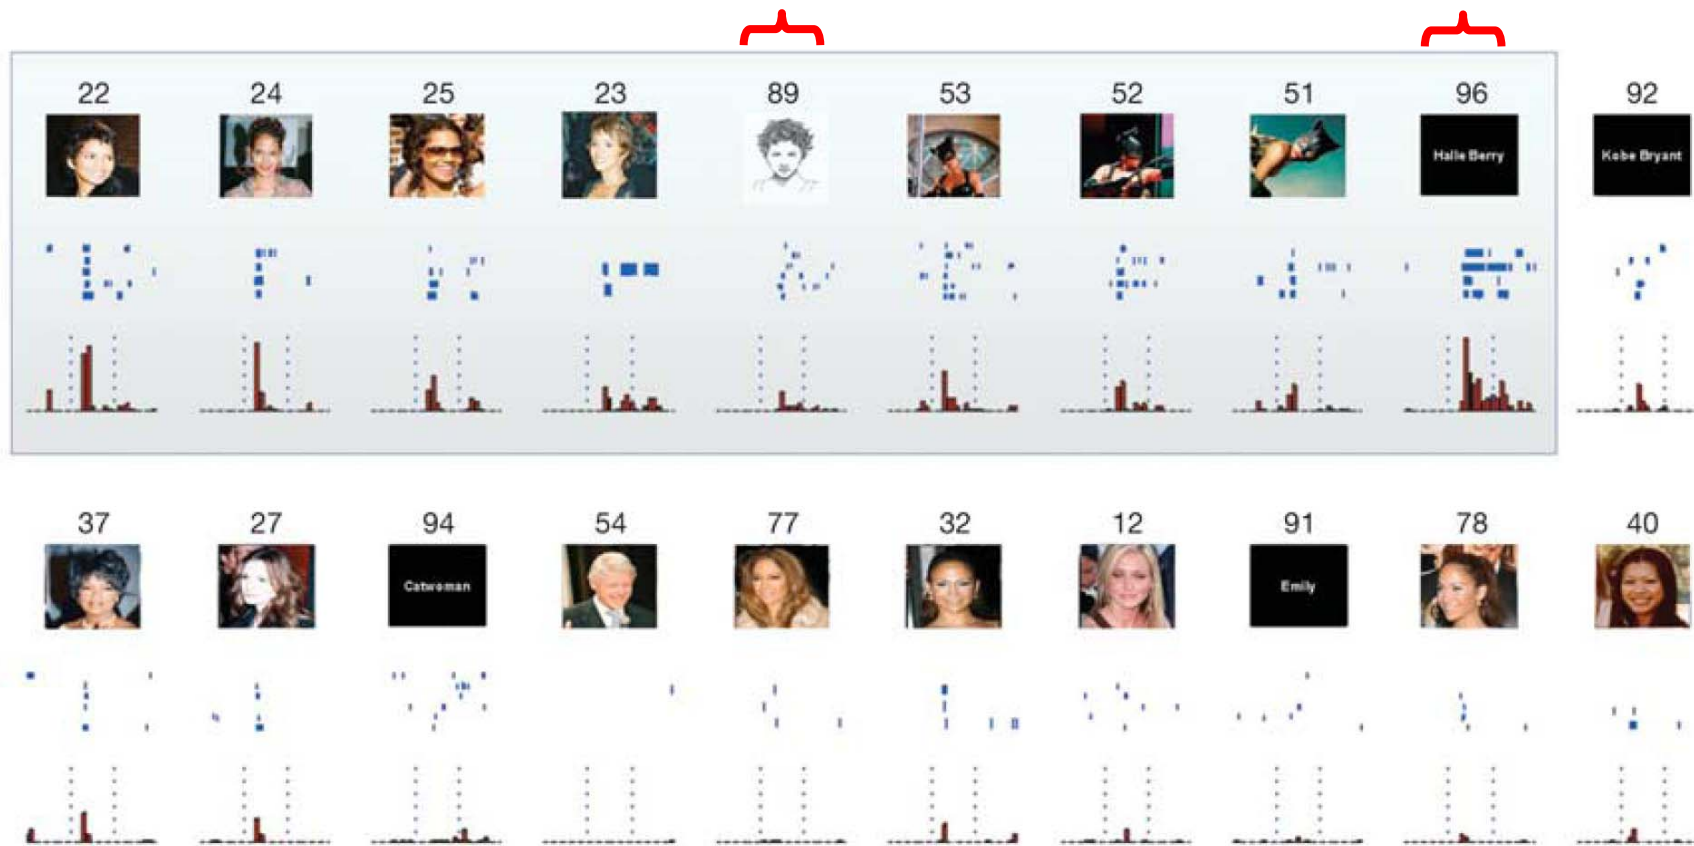 22 24 25 23 89 53 52 51 96 92
Halle Berry Kobe Bryant
37 27 94 54 77 32 12 91 78 40
Catwoman Emily